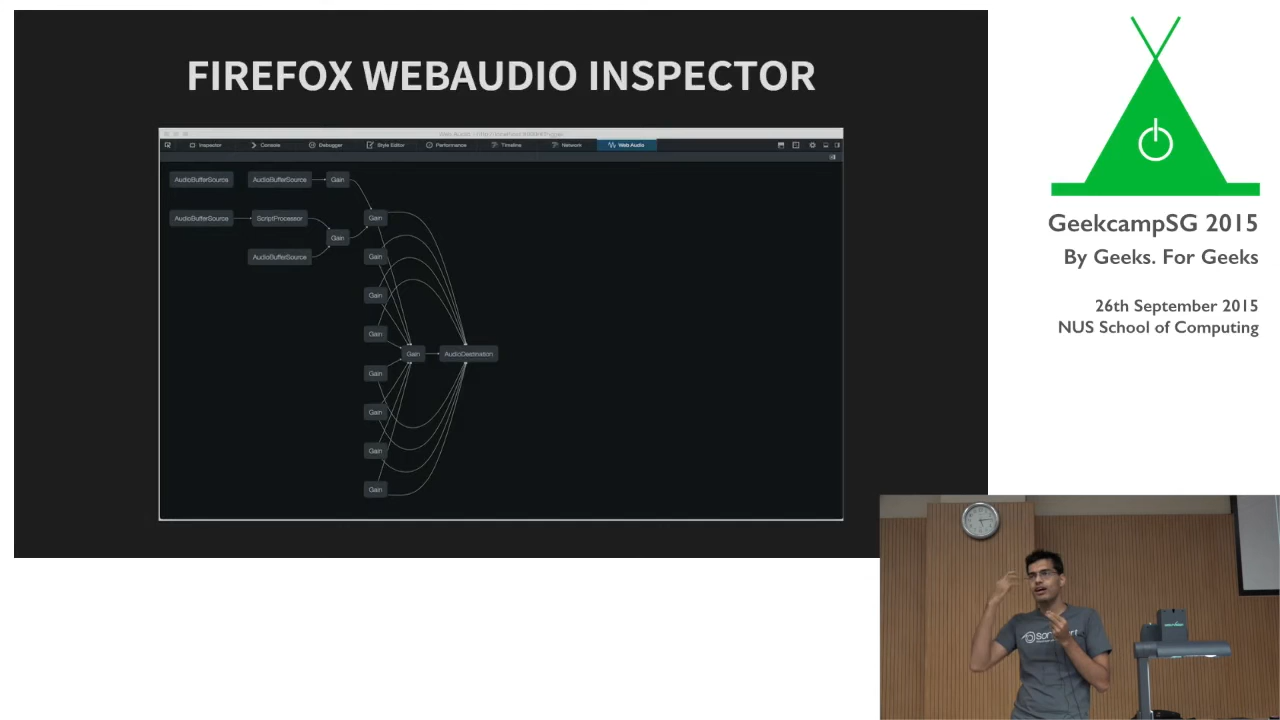 FIREFOX WEBAUDIO INSPECTOR
Inspector Console Debugger Style Editor Performance Timeline Network Web Audio
AudioBufferSource AudioBufferSource Gain
AudioBufferSource ScriptProcessor Gain
Gain
AudioBufferSource Gain
Gain
Gain
Gain AudioDestination
Gain
Gain
Gain
Gain
GeekcampSG 2015
By Geeks. For Geeks
26th September 2015
NUS School of Computing